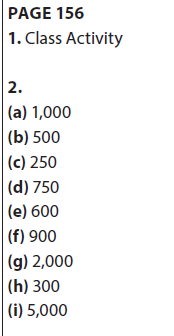 PAGE 156
1. Class Activity
2.
(a) 1,000
(b) 500
(c) 250
(d) 750
(e) 600
(f) 900
(g) 2,000
(h) 300
(i) 5,000